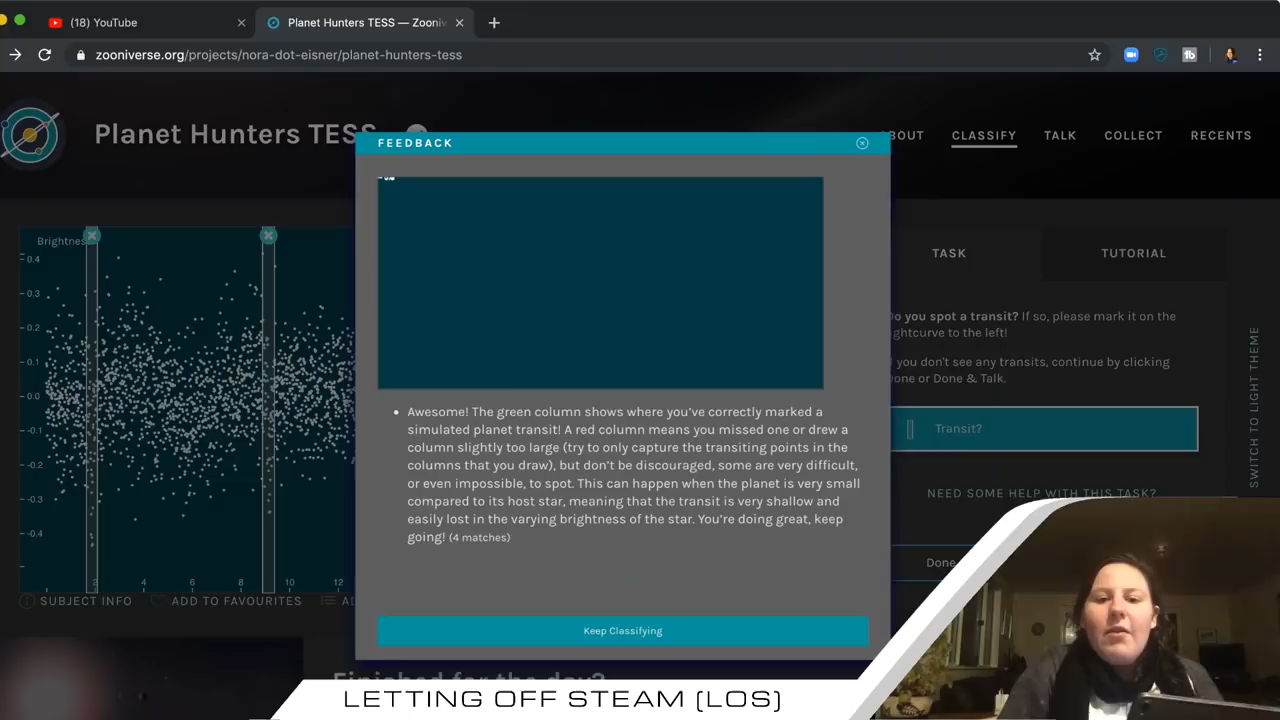 (18) YouTube
Planet Hunters TESS — Zooniv
zooniverse.org/projects/nora-dot-eisner/planet-hunters-tess
Planet Hunters TESS
ABOUT
CLASSIFY
TALK
COLLECT
RECENTS
FEEDBACK
Awesome! The green column shows where you've correctly marked a
simulated planet transit! A red column means you missed one or drew a
column slightly too large (try to only capture the transiting points in the
columns that you draw), but don't be discouraged, some are very difficult,
or even impossible, to spot. This can happen when the planet is very small
compared to its host star, meaning that the transit is very shallow and
easily lost in the varying brightness of the star. You're doing great, keep
going! (4 matches)
Keep Classifying
Brightnes
0.4
0.3
0.2
0.1
0.0
-0.1
-0.2
-0.3
-0.4
2 4 6 8 10 12
SUBJECT INFO
ADD TO FAVOURITES
AD
TASK
TUTORIAL
Do you spot a transit? If so, please mark it on the
ightcurve to the left!
f you don't see any transits, continue by clicking
Done or Done & Talk.
Transit?
NEED SOME HELP WITH THIS TASK?
Done
SWITCH TO LIGHT THEME
Finished for the day?
LETTING OFF STEAM (LOS)